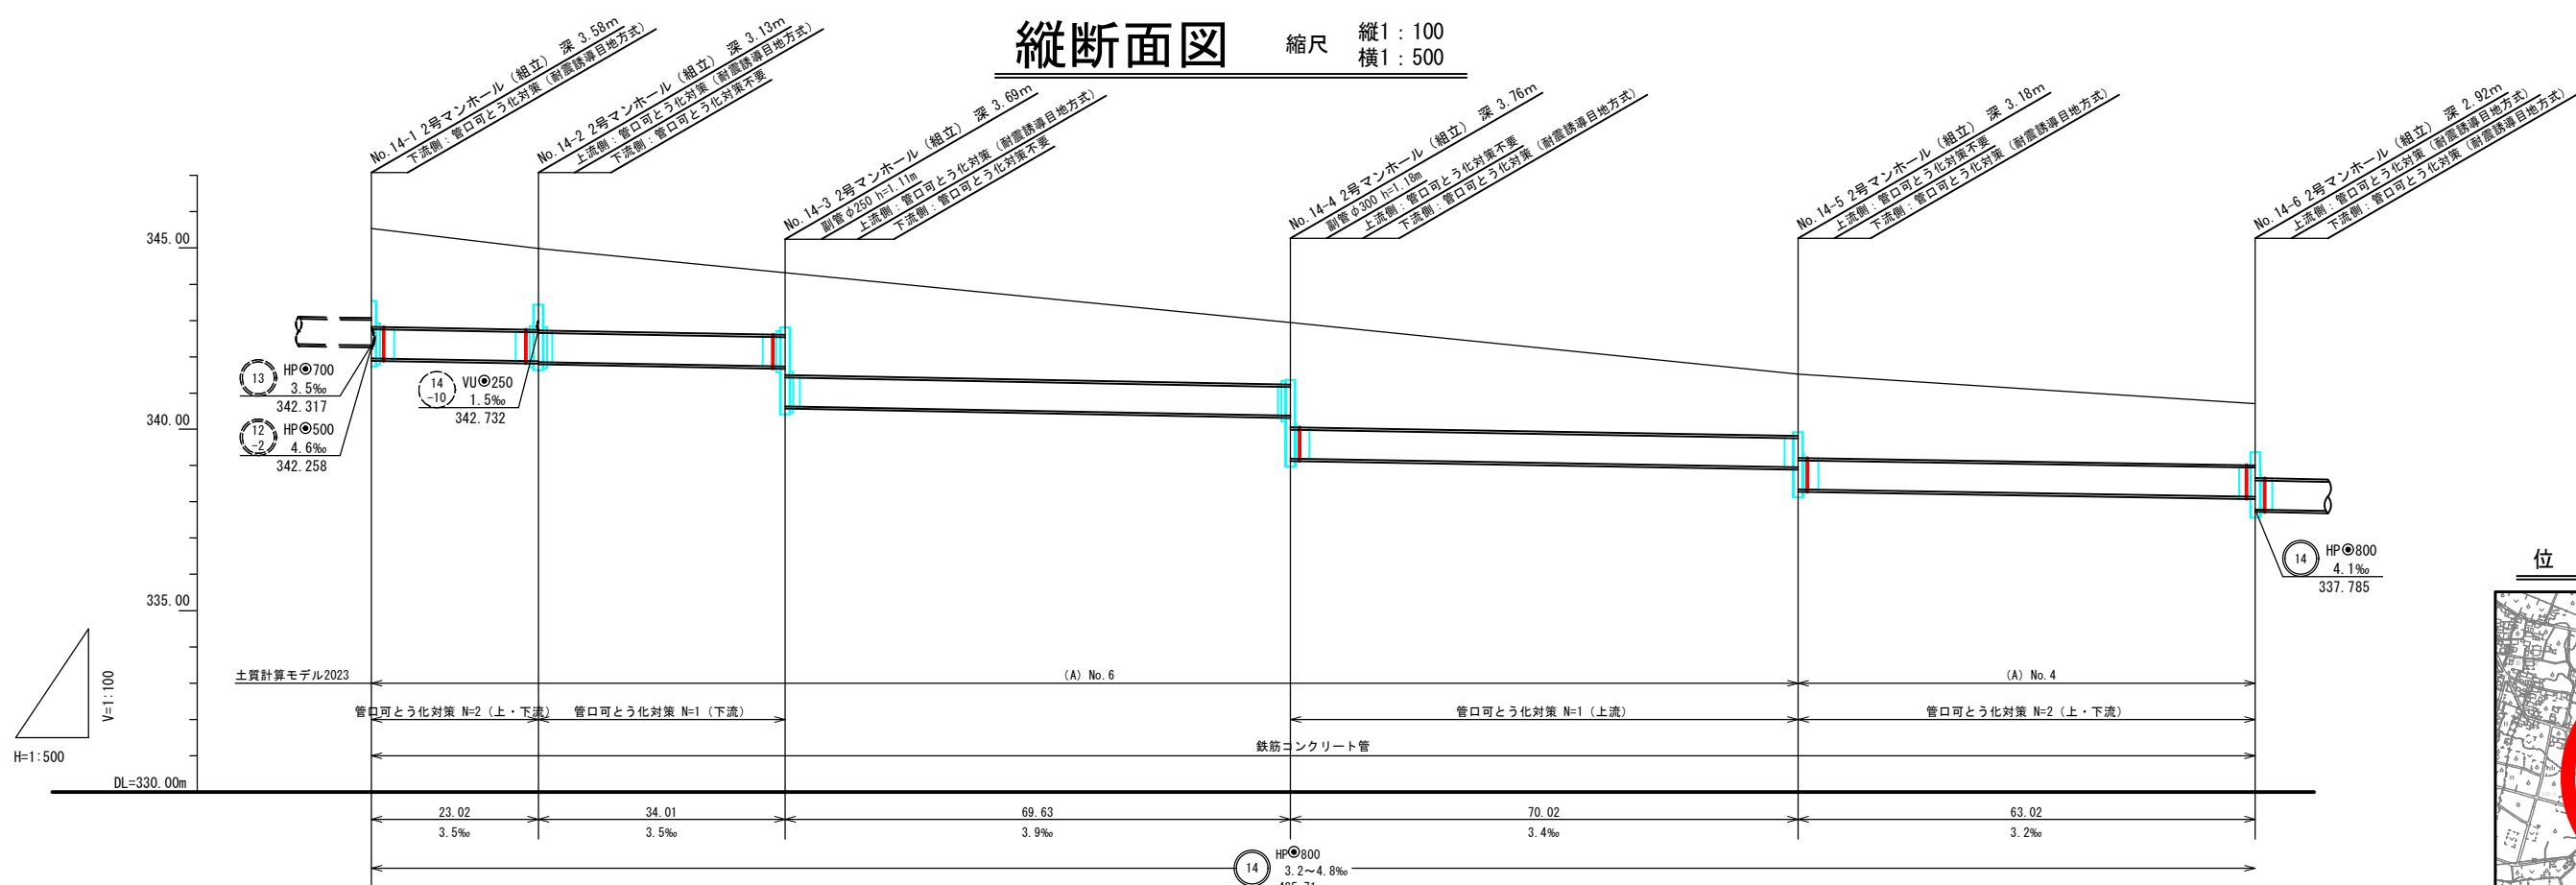 縦断面図
縮尺
縦1：100
横1：500
No.14-1 2号マンホール（組立） 深 3.58m
下流側：管口可とう化対策（耐震誘導目地方式）
No.14-2 2号マンホール（組立） 深 3.13m
上流側：管口可とう化対策（耐震誘導目地方式）
下流側：管口可とう化対策不要
No.14-3 2号マンホール（組立） 深 3.69m
副管φ250 h=1.11m
上流側：管口可とう化対策（耐震誘導目地方式）
下流側：管口可とう化対策不要
No.14-4 2号マンホール（組立） 深 3.76m
副管φ300 h=1.18m
上流側：管口可とう化対策不要
下流側：管口可とう化対策（耐震誘導目地方式）
No.14-5 2号マンホール（組立） 深 3.18m
上流側：管口可とう化対策不要
下流側：管口可とう化対策（耐震誘導目地方式）
No.14-6 2号マンホール（組立） 深 2.92m
上流側：管口可とう化対策（耐震誘導目地方式）
下流側：管口可とう化対策（耐震誘導目地方式）
345.00
13 HP◉700
3.5‰
342.317
12 -2 HP◉500
4.6‰
342.258
14 -10 VU◉250
1.5‰
342.732
340.00
14 HP◉800
4.1‰
337.785
位
335.00
V=1:100
H=1:500
土質計算モデル2023
(A) No.6
(A) No.4
管口可とう化対策 N=2（上・下流）
管口可とう化対策 N=1（下流）
管口可とう化対策 N=1（上流）
管口可とう化対策 N=2（上・下流）
鉄筋コンクリート管
DL=330.00m
23.02 34.01 69.63 70.02 63.02
3.5‰ 3.5‰ 3.9‰ 3.4‰ 3.2‰
14 HP◉800
3.2～4.8‰